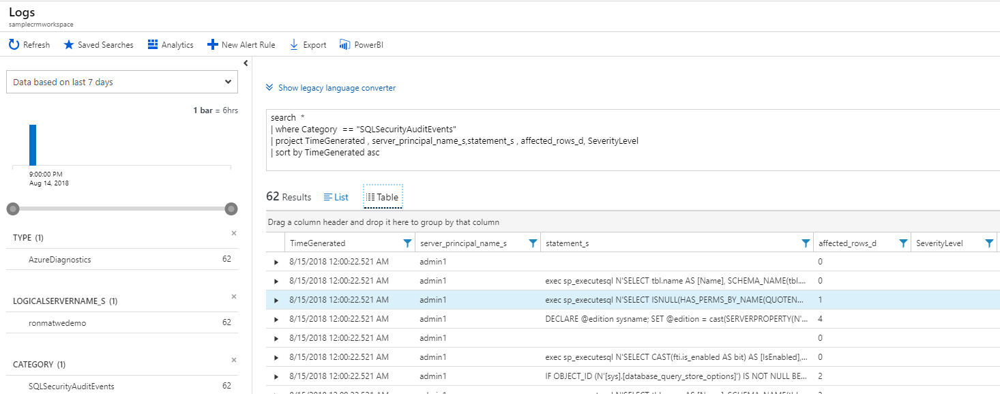 Logs
samplecrmworkspace
Refresh Saved Searches Analytics New Alert Rule Export PowerBI
Data based on last 7 days
1 bar = 6hrs
9:00:00 PM
Aug 14, 2018
TYPE (1)
AzureDiagnostics 62
LOGICALSERVERNAME_S (1)
ronmatwedemo 62
CATEGORY (1)
SQLSecurityAuditEvents 62
Show legacy language converter
search *
| where Category == "SQLSecurityAuditEvents"
| project TimeGenerated , server_principal_name_s,statement_s , affected_rows_d, SeverityLevel
| sort by TimeGenerated asc
62 Results List Table
Drag a column header and drop it here to group by that column
TimeGenerated server_principal_name_s statement_s affected_rows_d SeverityLevel
8/15/2018 12:00:22.521 AM admin1 0
8/15/2018 12:00:22.521 AM admin1 exec sp_executesql N'SELECT tbl.name AS [Name], SCHEMA_NAME(tbl.... 0
8/15/2018 12:00:22.521 AM admin1 exec sp_executesql N'SELECT ISNULL(HAS_PERMS_BY_NAME(QUOTEN... 1
8/15/2018 12:00:22.521 AM admin1 DECLARE @edition sysname; SET @edition = cast(SERVERPROPERTY(N'... 4
8/15/2018 12:00:22.521 AM admin1 0
8/15/2018 12:00:22.521 AM admin1 exec sp_executesql N'SELECT CAST(fti.is_enabled AS bit) AS [IsEnabled],... 0
8/15/2018 12:00:22.521 AM admin1 IF OBJECT_ID (N'[sys].[database_query_store_options]') IS NOT NULL BE... 2